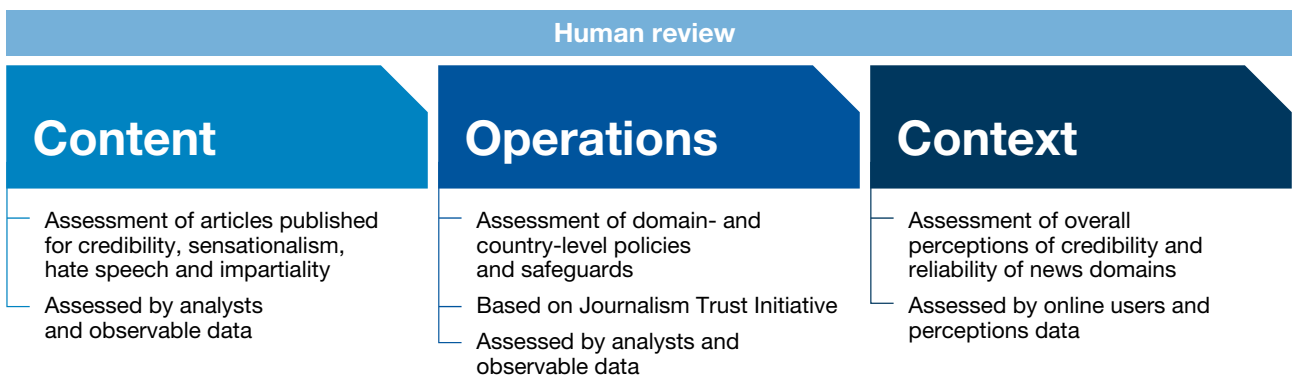 Human review
Content
Assessment of articles published
for credibility, sensationalism,
hate speech and impartiality
Assessed by analysts
and observable data
Operations
Assessment of domain- and
country-level policies
and safeguards
Based on Journalism Trust Initiative
Assessed by analysts and
observable data
Context
Assessment of overall
perceptions of credibility and
reliability of news domains
Assessed by online users and
perceptions data